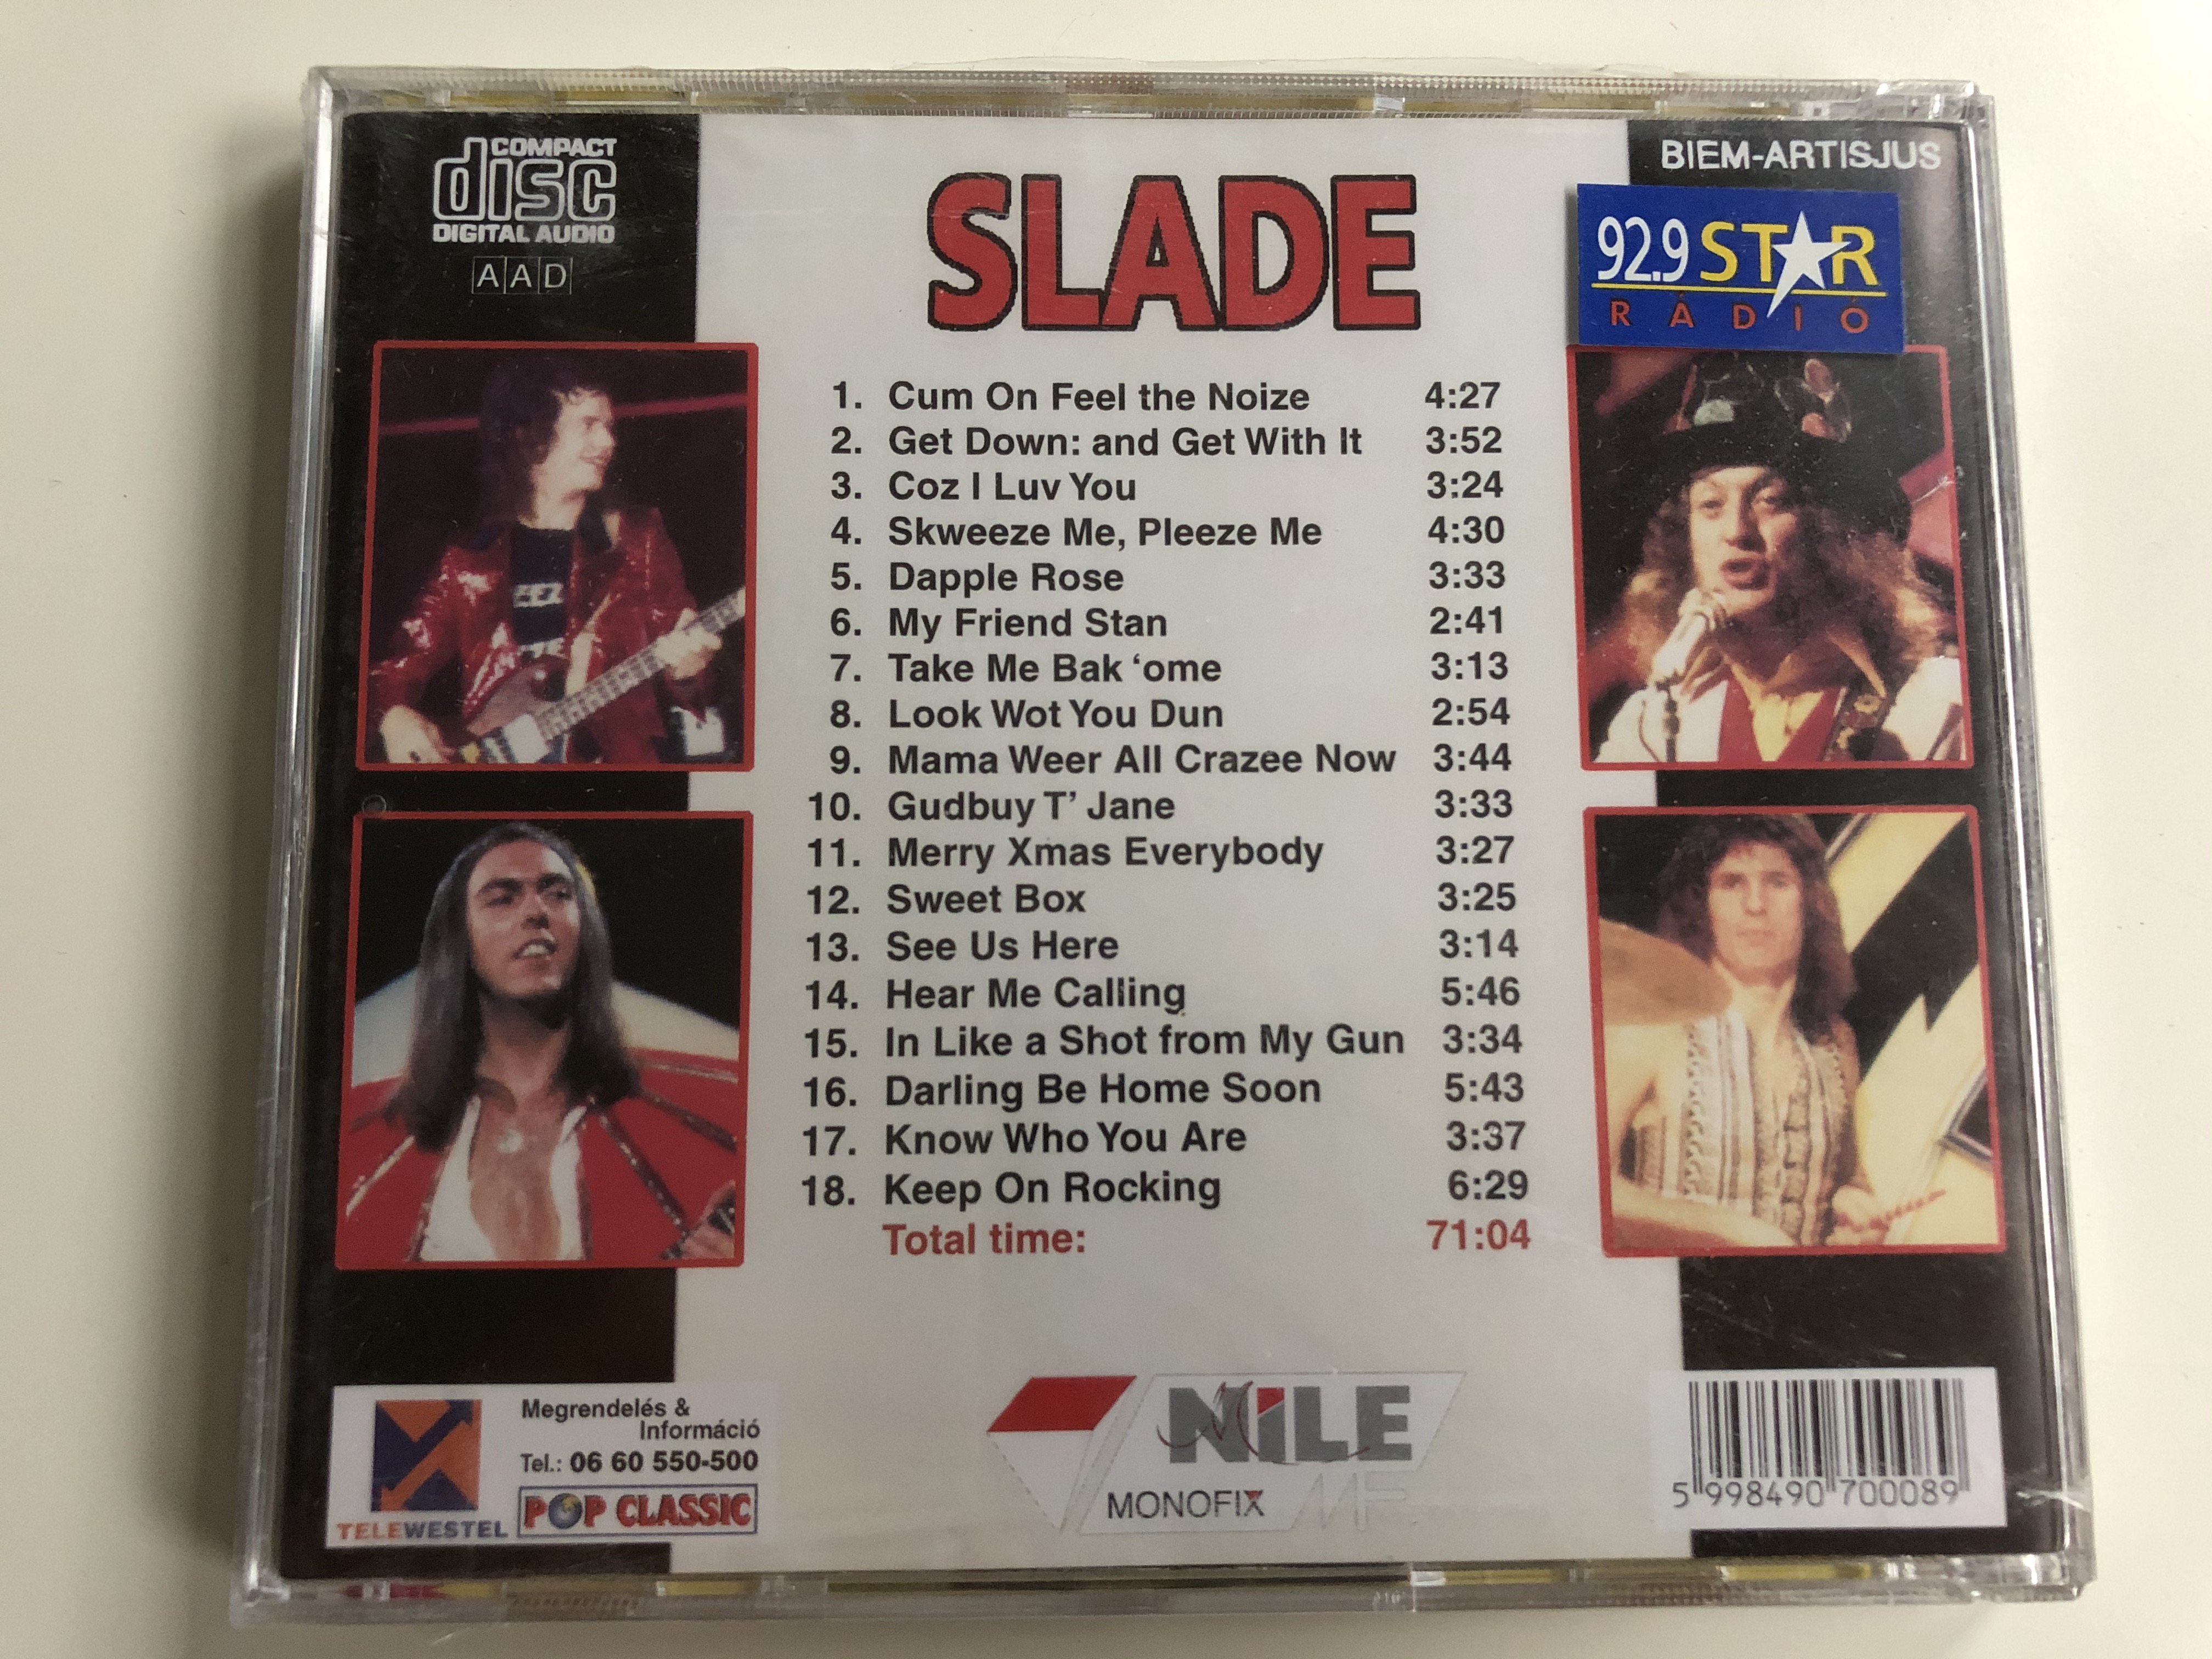 COMPACT
disc
DIGITAL AUDIO
AAD
SLADE
BIEM-ARTISJUS
92.9 STAR
RÁDIÓ
1. Cum On Feel the Noize 4:27
2. Get Down: and Get With It 3:52
3. Coz I Luv You 3:24
4. Skweeze Me, Pleeze Me 4:30
5. Dapple Rose 3:33
6. My Friend Stan 2:41
7. Take Me Bak ‘ome 3:13
8. Look Wot You Dun 2:54
9. Mama Weer All Crazee Now 3:44
10. Gudbuy T’ Jane 3:33
11. Merry Xmas Everybody 3:27
12. Sweet Box 3:25
13. See Us Here 3:14
14. Hear Me Calling 5:46
15. In Like a Shot from My Gun 3:34
16. Darling Be Home Soon 5:43
17. Know Who You Are 3:37
18. Keep On Rocking 6:29
Total time: 71:04
Megrendelés &
Információ
Tel.: 06 60 550-500
POP CLASSIC
TELEWESTEL
NiLE
MONOFIX
MF
5 998490 700089